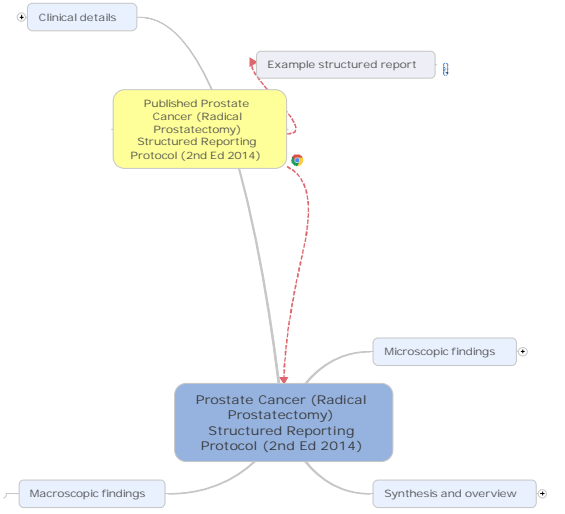 Clinical details
Example structured report
Published Prostate
Cancer (Radical
Prostatectomy)
Structured Reporting
Protocol (2nd Ed 2014)
Microscopic findings
Prostate Cancer (Radical
Prostatectomy)
Structured Reporting
Protocol (2nd Ed 2014)
Macroscopic findings
Synthesis and overview